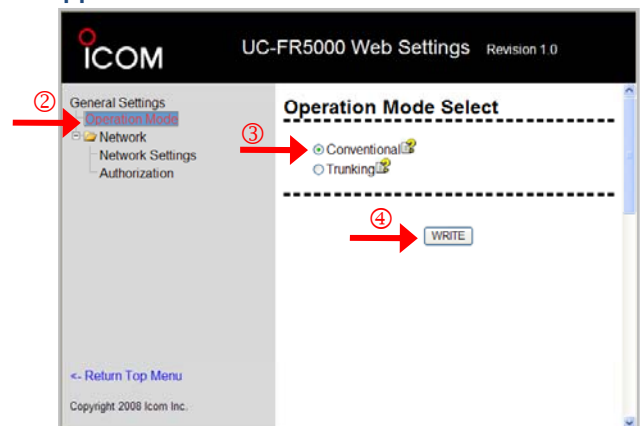 ICOM
UC-FR5000 Web Settings Revision 1.0
②
General Settings
Operation Mode
Network
Network Settings
Authorization
<- Return Top Menu
Copyright 2008 Icom Inc.
Operation Mode Select
③
Conventional
Trunking
④
WRITE